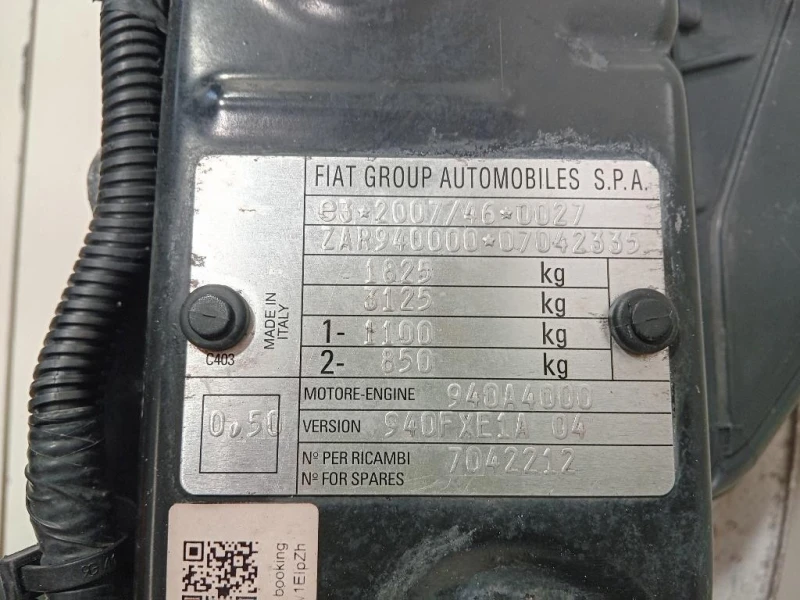 FIAT GROUP AUTOMOBILES S.P.A.
e3*2007/46*0027
ZAR940000*07042335
1825 kg
3125 kg
1- 1100 kg
2- 850 kg
MADE IN
ITALY
C403
MOTORE-ENGINE 940A4000
0,50
VERSION 940FXE1A 04
Nº PER RICAMBI 7042212
Nº FOR SPARES
booking
1EIpZh